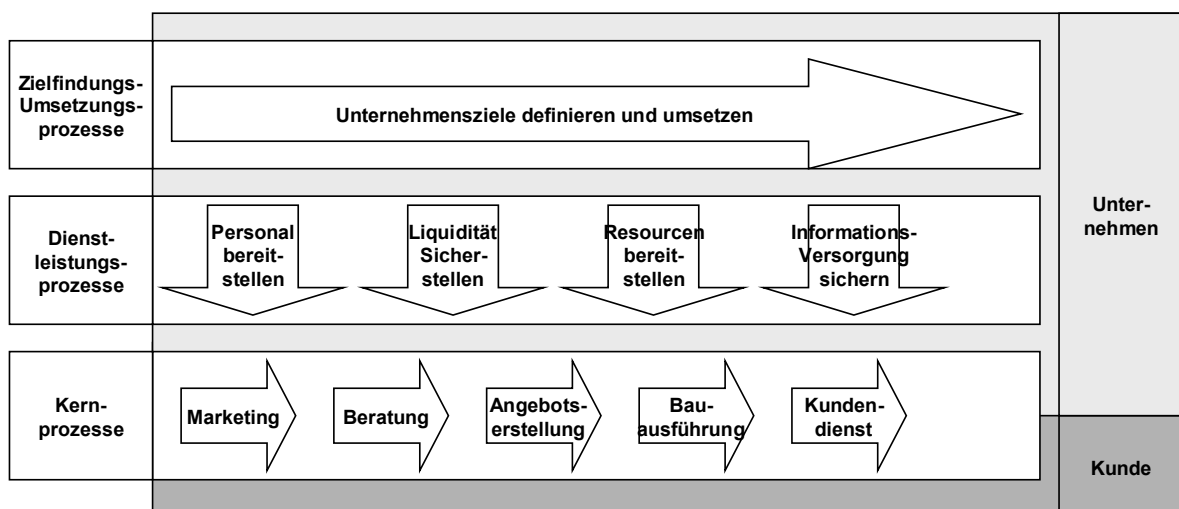 Zielfindungs-
Umsetzungs-
prozesse
Unternehmensziele definieren und umsetzen
Dienst-
leistungs-
prozesse
Personal
bereit-
stellen
Liquidität
Sicher-
stellen
Resourcen
bereit-
stellen
Informations-
Versorgung
sichern
Unter-
nehmen
Kern-
prozesse
Marketing
Beratung
Angebots-
erstellung
Bau-
ausführung
Kunden-
dienst
Kunde